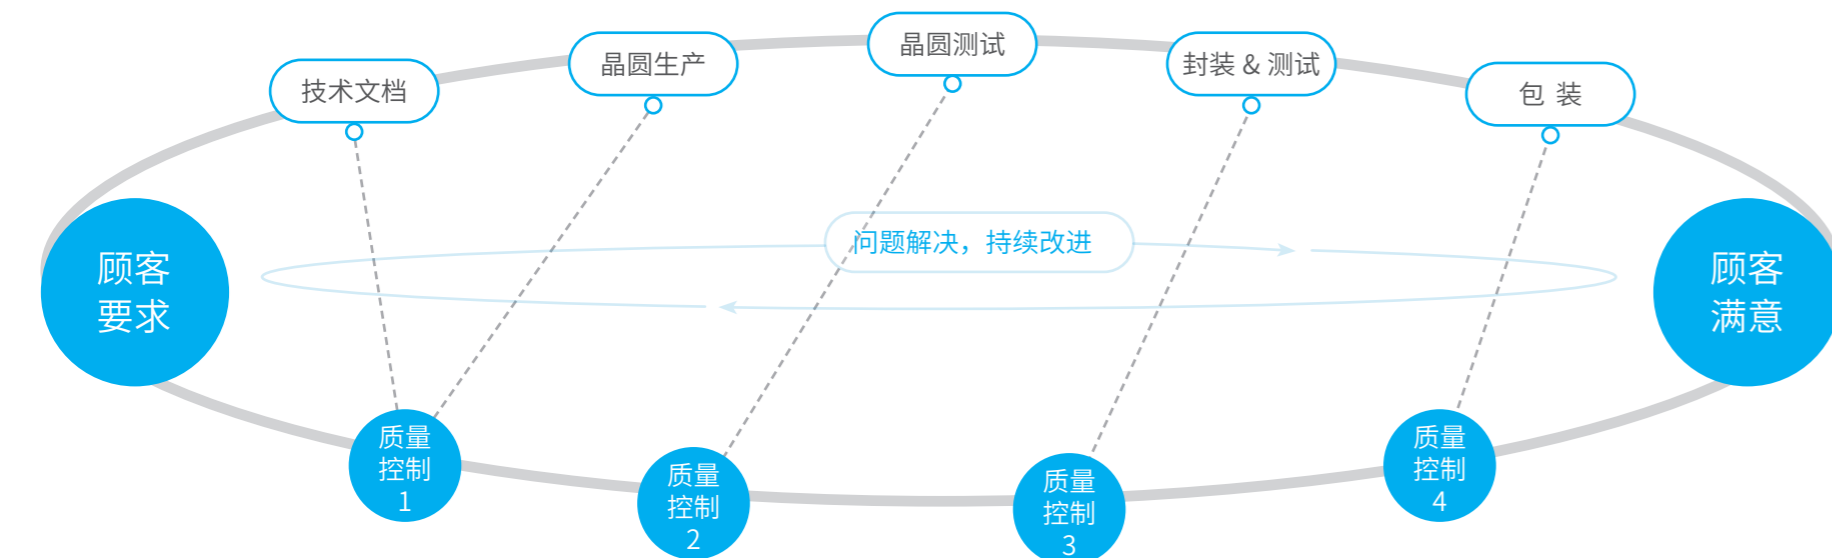 技术文档
晶圆生产
晶圆测试
封装 & 测试
包 装
问题解决，持续改进
顾客
要求
顾客
满意
质量
控制
1
质量
控制
2
质量
控制
3
质量
控制
4